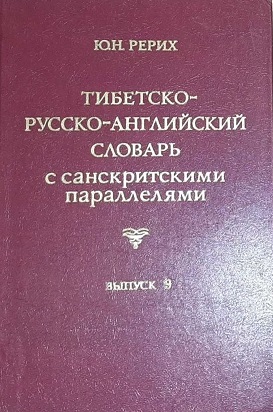 Ю.Н. РЕРИХ
ТИБЕТСКО-
РУССКО-АНГЛИЙСКИЙ
СЛОВАРЬ
с санскритскими
параллелями
ВЫПУСК 9